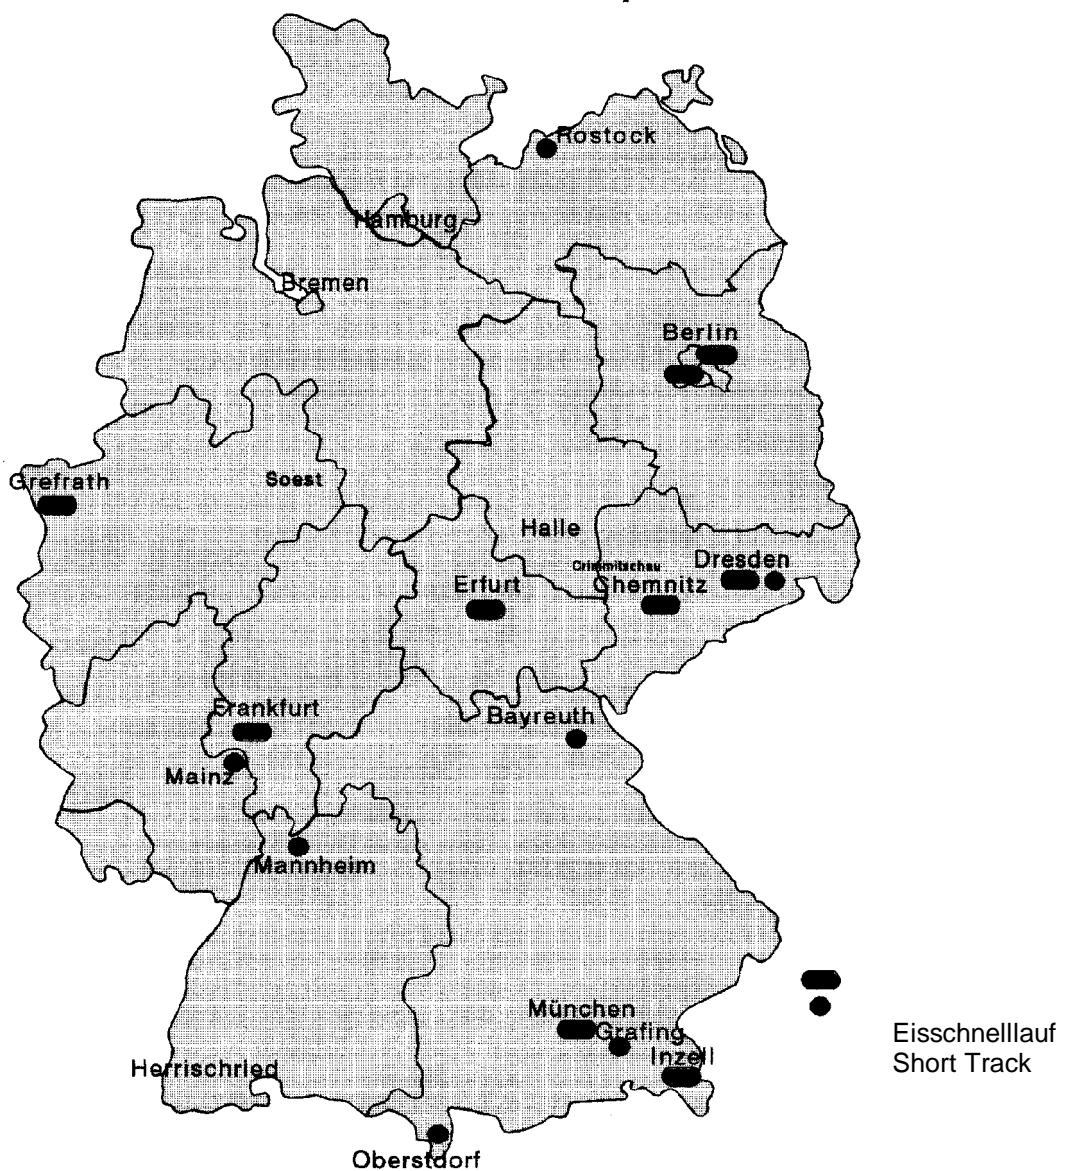 Rostock
Hamburg
Bremen
Berlin
Grefrath
Soest
Halle
Dresden
Crimmitschau
Erfurt
Chemnitz
Frankfurt
Bayreuth
Mainz
Mannheim
München
Grafing
Inzell
Eisschnelllauf
Short Track
Herrischried
Oberstdorf